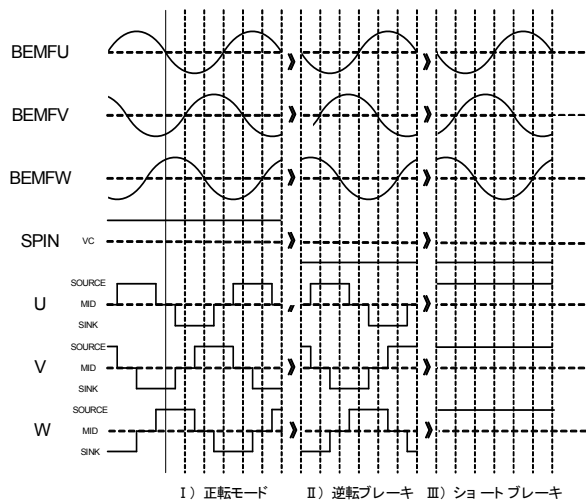 BEMFU
BEMFV
BEMFW
SPIN VC
SOURCE
U MID
SINK
SOURCE
V MID
SINK
SOURCE
W MID
SINK
Ⅰ) 正転モード Ⅱ) 逆転ブレーキ Ⅲ) ショートブレーキ